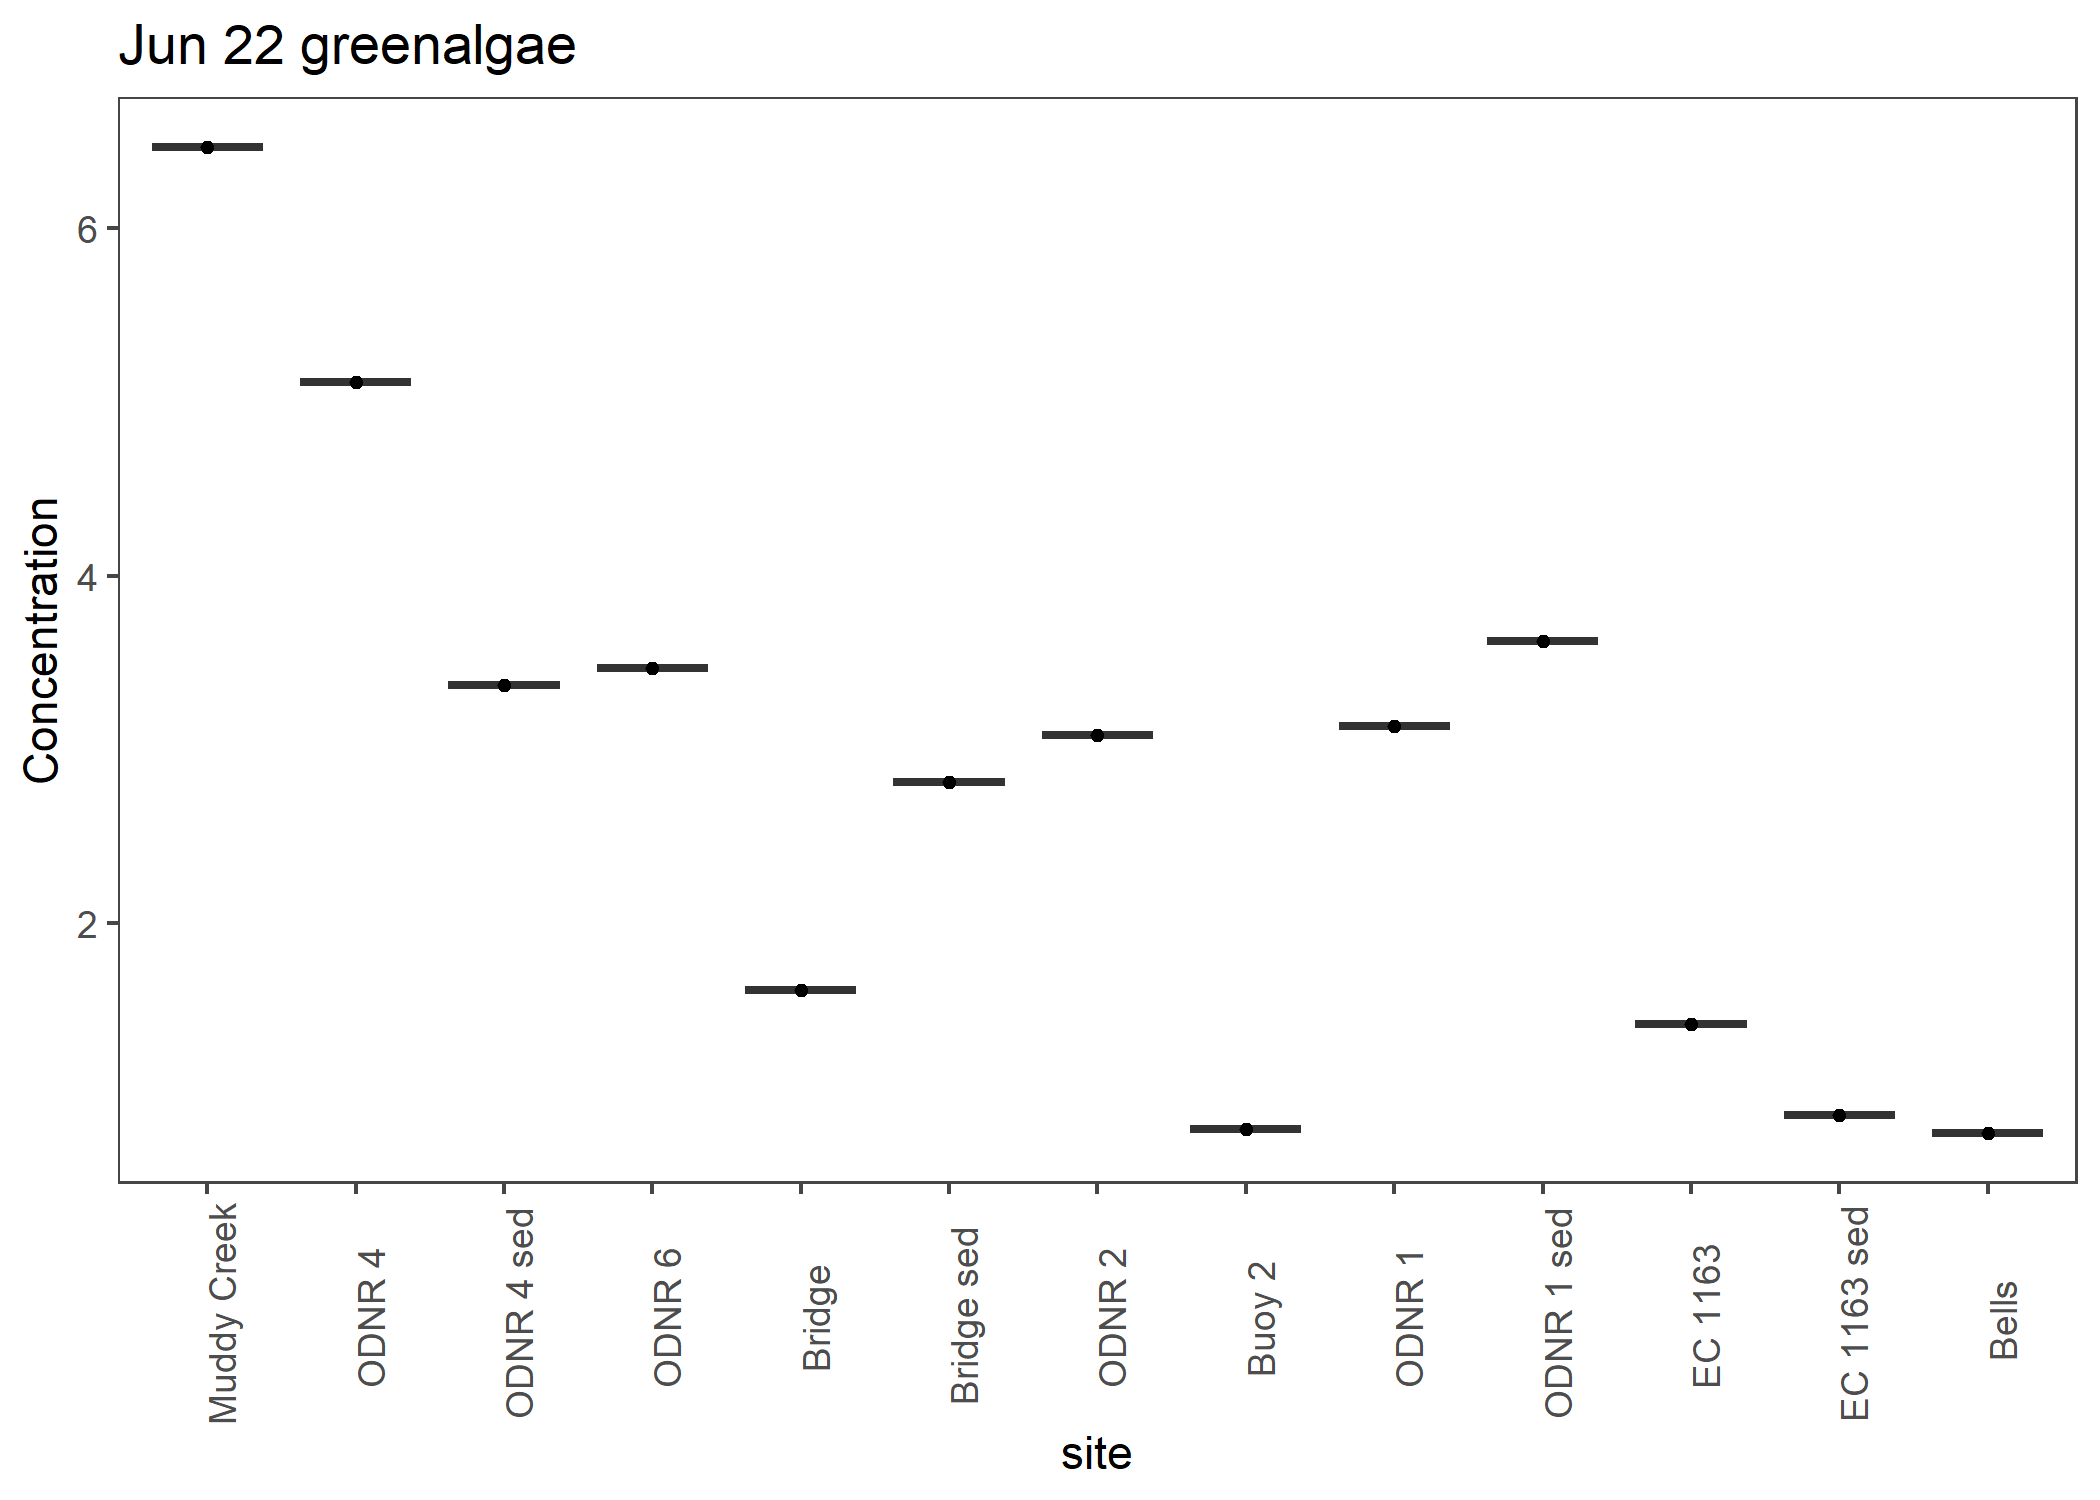 Jun 22 greenalgae
Concentration
6
4
2
Muddy Creek
ODNR 4
ODNR 4 sed
ODNR 6
Bridge
Bridge sed
ODNR 2
Buoy 2
ODNR 1
ODNR 1 sed
EC 1163
EC 1163 sed
Bells
site